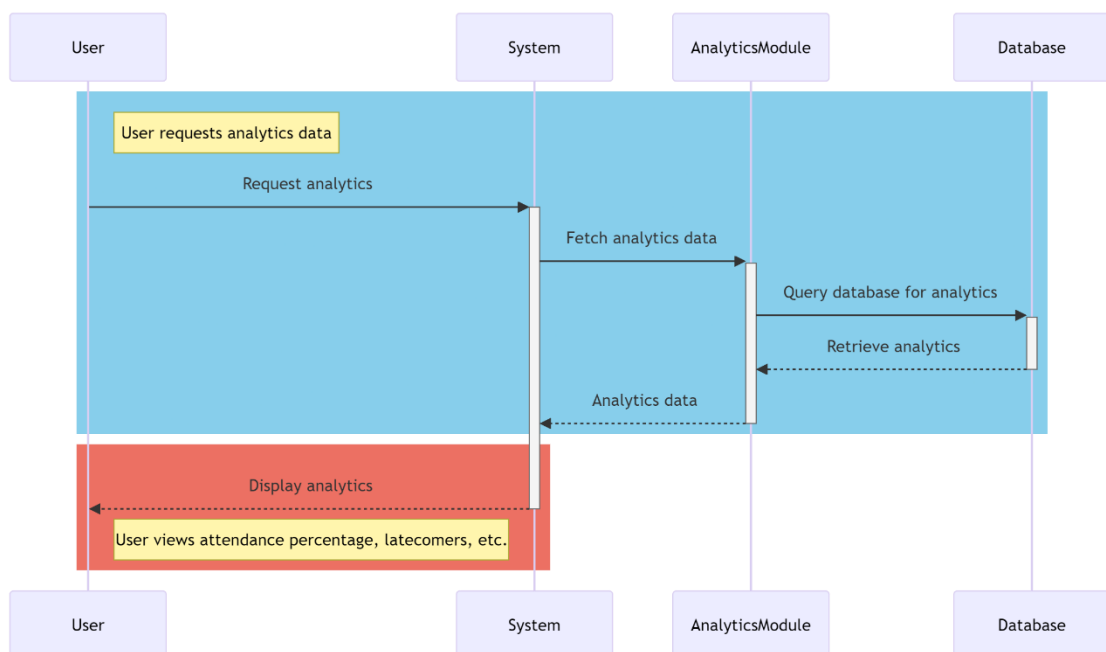 User
System
AnalyticsModule
Database
User requests analytics data
Request analytics
Fetch analytics data
Query database for analytics
Retrieve analytics
Analytics data
Display analytics
User views attendance percentage, latecomers, etc.
User
System
AnalyticsModule
Database